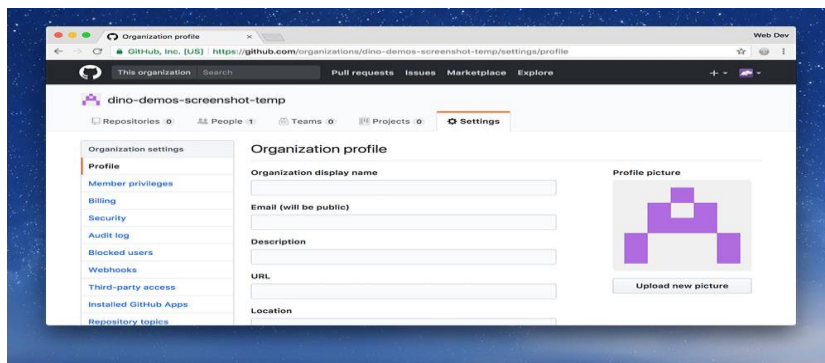 Organization profile
Web Dev
GitHub, Inc. [US] https://github.com/organizations/dino-demos-screenshot-temp/settings/profile
This organization Search Pull requests Issues Marketplace Explore
dino-demos-screenshot-temp
Repositories 0 People 1 Teams 0 Projects 0 Settings
Organization settings
Profile
Member privileges
Billing
Security
Audit log
Blocked users
Webhooks
Third-party access
Installed GitHub Apps
Repository topics
Organization profile
Organization display name
Email (will be public)
Description
URL
Location
Profile picture
Upload new picture